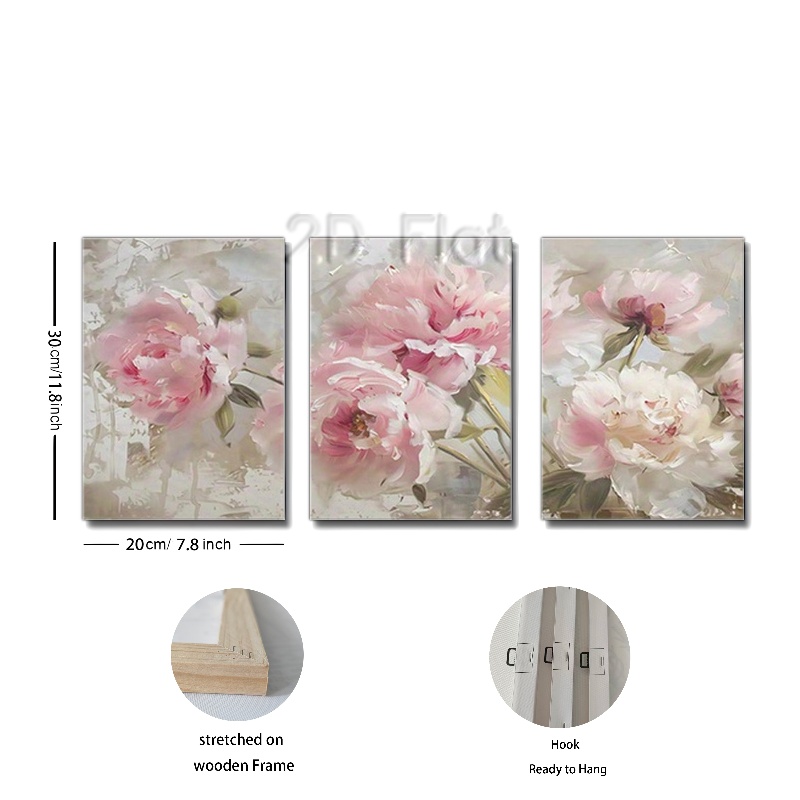 2D Flat
30cm/11.8inch
20cm/ 7.8 inch
stretched on
wooden Frame
Hook
Ready to Hang